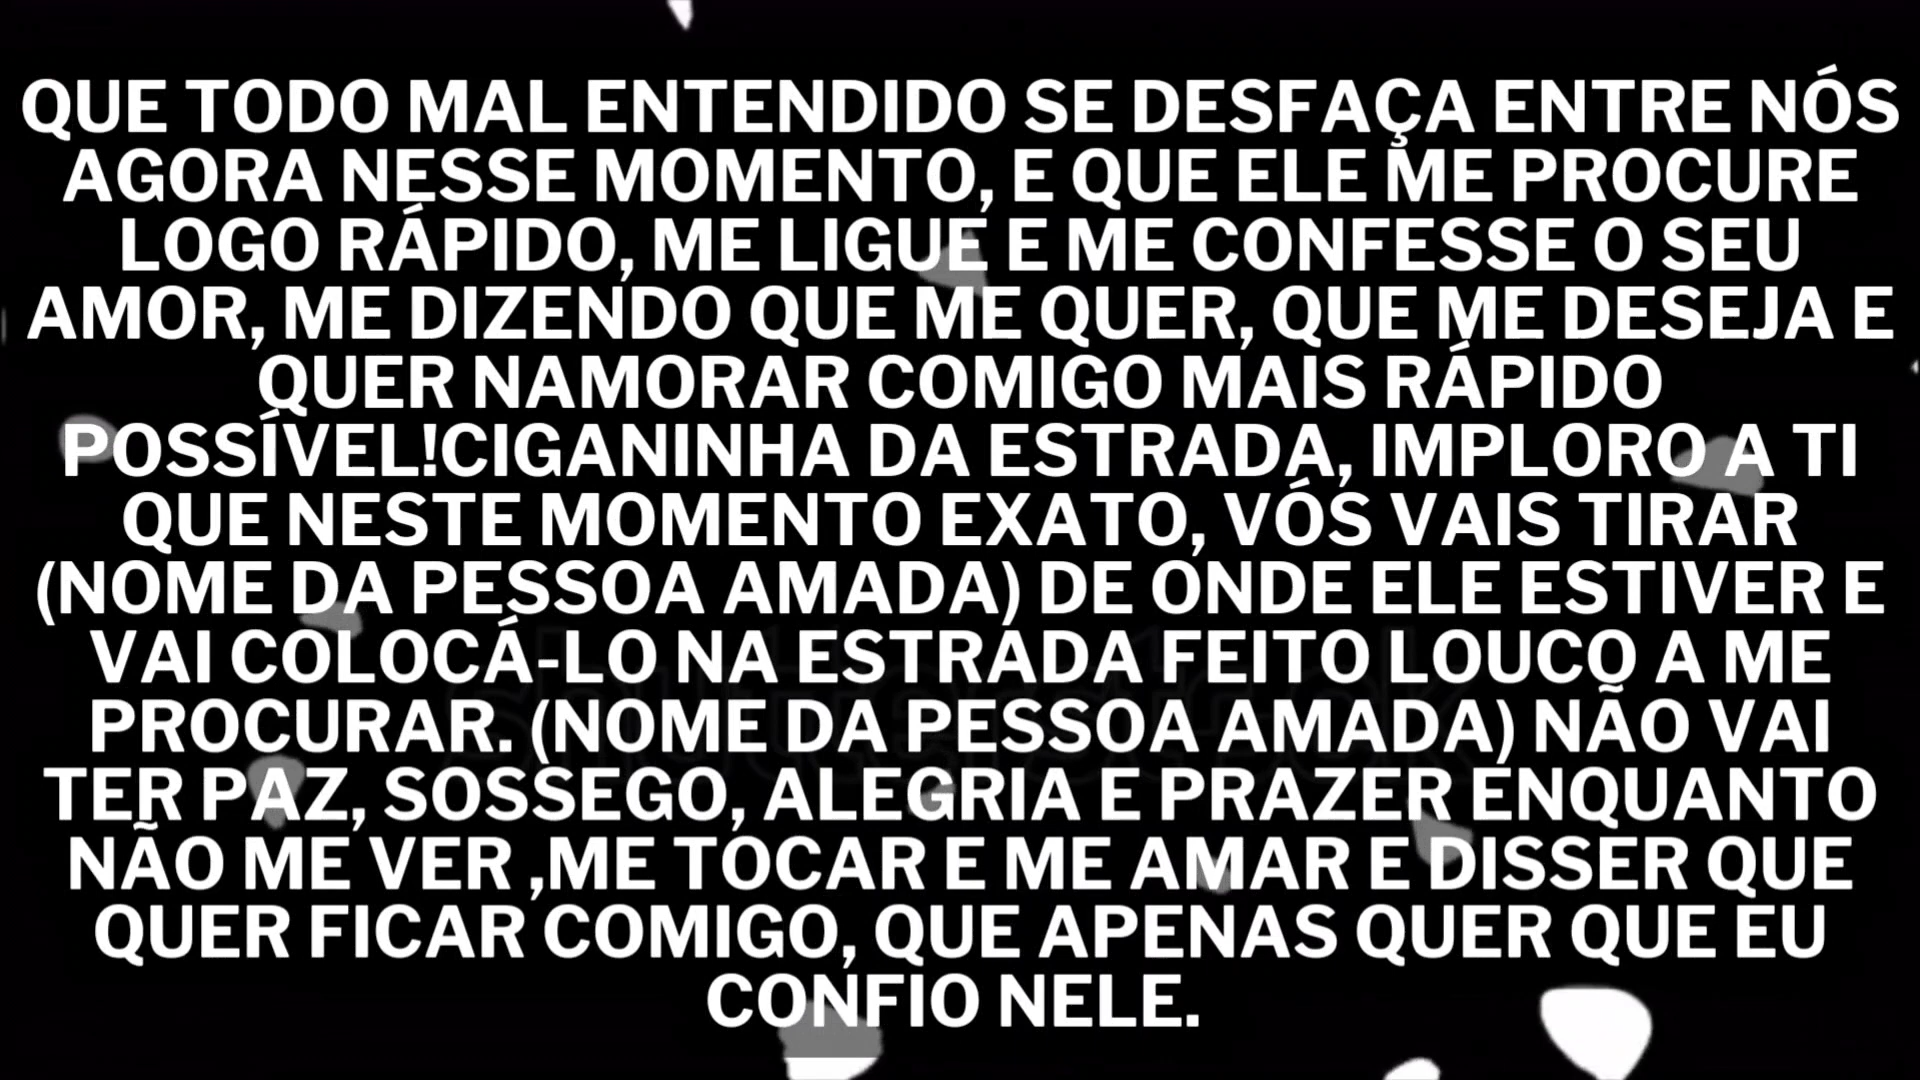 QUE TODO MAL ENTENDIDO SE DESFAÇA ENTRE NÓS
AGORA NESSE MOMENTO, E QUE ELE ME PROCURE
LOGO RÁPIDO, ME LIGUE E ME CONFESSE O SEU
AMOR, ME DIZENDO QUE ME QUER, QUE ME DESEJA E
QUER NAMORAR COMIGO MAIS RÁPIDO
POSSÍVEL!CIGANINHA DA ESTRADA, IMPLORO A TI
QUE NESTE MOMENTO EXATO, VÓS VAIS TIRAR
(NOME DA PESSOA AMADA) DE ONDE ELE ESTIVER E
VAI COLOCÁ-LO NA ESTRADA FEITO LOUCO A ME
PROCURAR. (NOME DA PESSOA AMADA) NÃO VAI
TER PAZ, SOSSEGO, ALEGRIA E PRAZER ENQUANTO
NÃO ME VER ,ME TOCAR E ME AMAR E DISSER QUE
QUER FICAR COMIGO, QUE APENAS QUER QUE EU
CONFIO NELE.